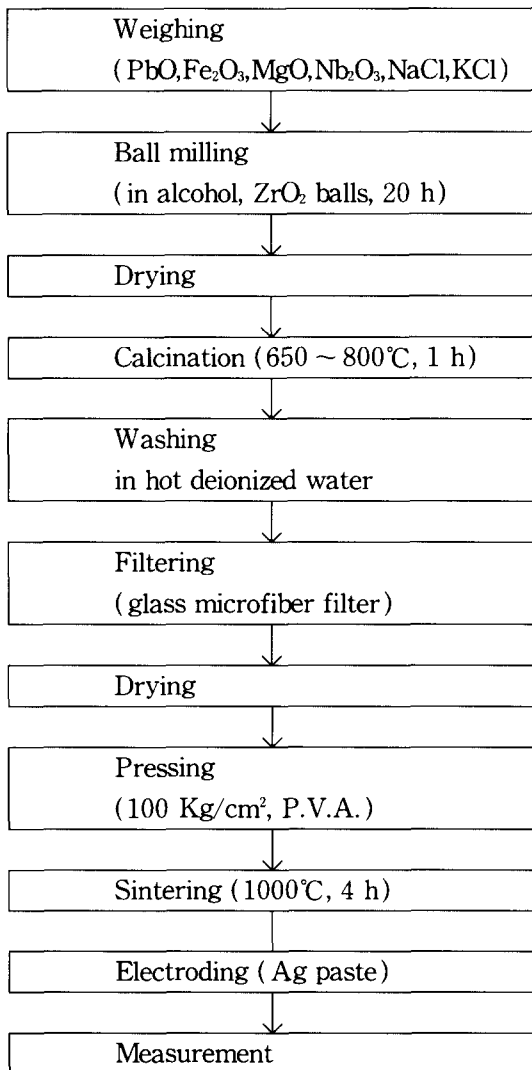 Weighing
(PbO,Fe₂O₃,MgO,Nb₂O₃,NaCl,KCl)
Ball milling
(in alcohol, ZrO₂ balls, 20 h)
Drying
Calcination (650 ~ 800℃, 1 h)
Washing
in hot deionized water
Filtering
(glass microfiber filter)
Drying
Pressing
(100 Kg/cm², P.V.A.)
Sintering (1000℃, 4 h)
Electroding (Ag paste)
Measurement